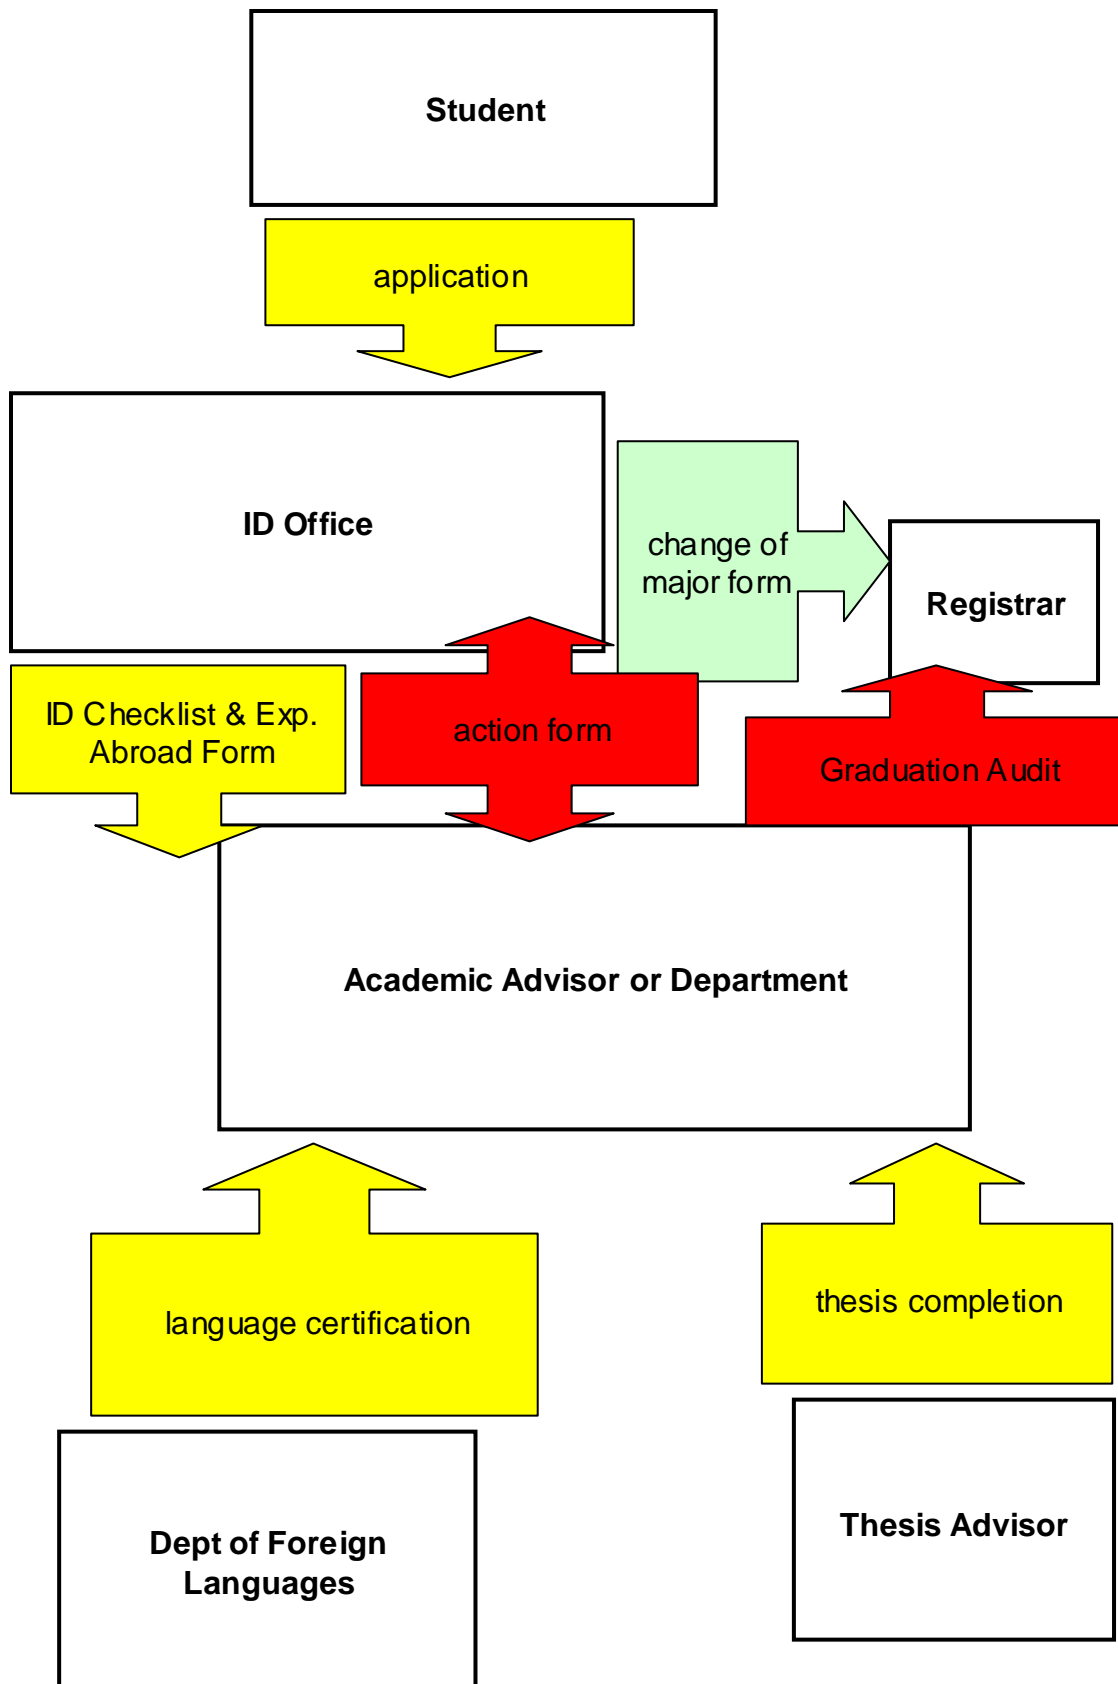 Student
application
ID Office
change of
major form
Registrar
ID Checklist & Exp.
Abroad Form
action form
Graduation Audit
Academic Advisor or Department
language certification
thesis completion
Dept of Foreign
Languages
Thesis Advisor